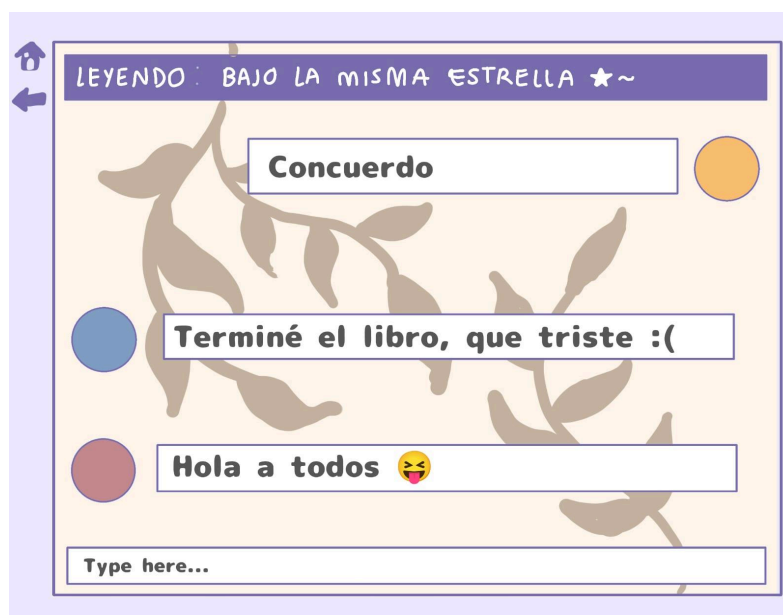 LEYENDO: BAJO LA MISMA ESTRELLA ★~
Concuerdo
Terminé el libro, que triste :(
Hola a todos 😝
Type here...